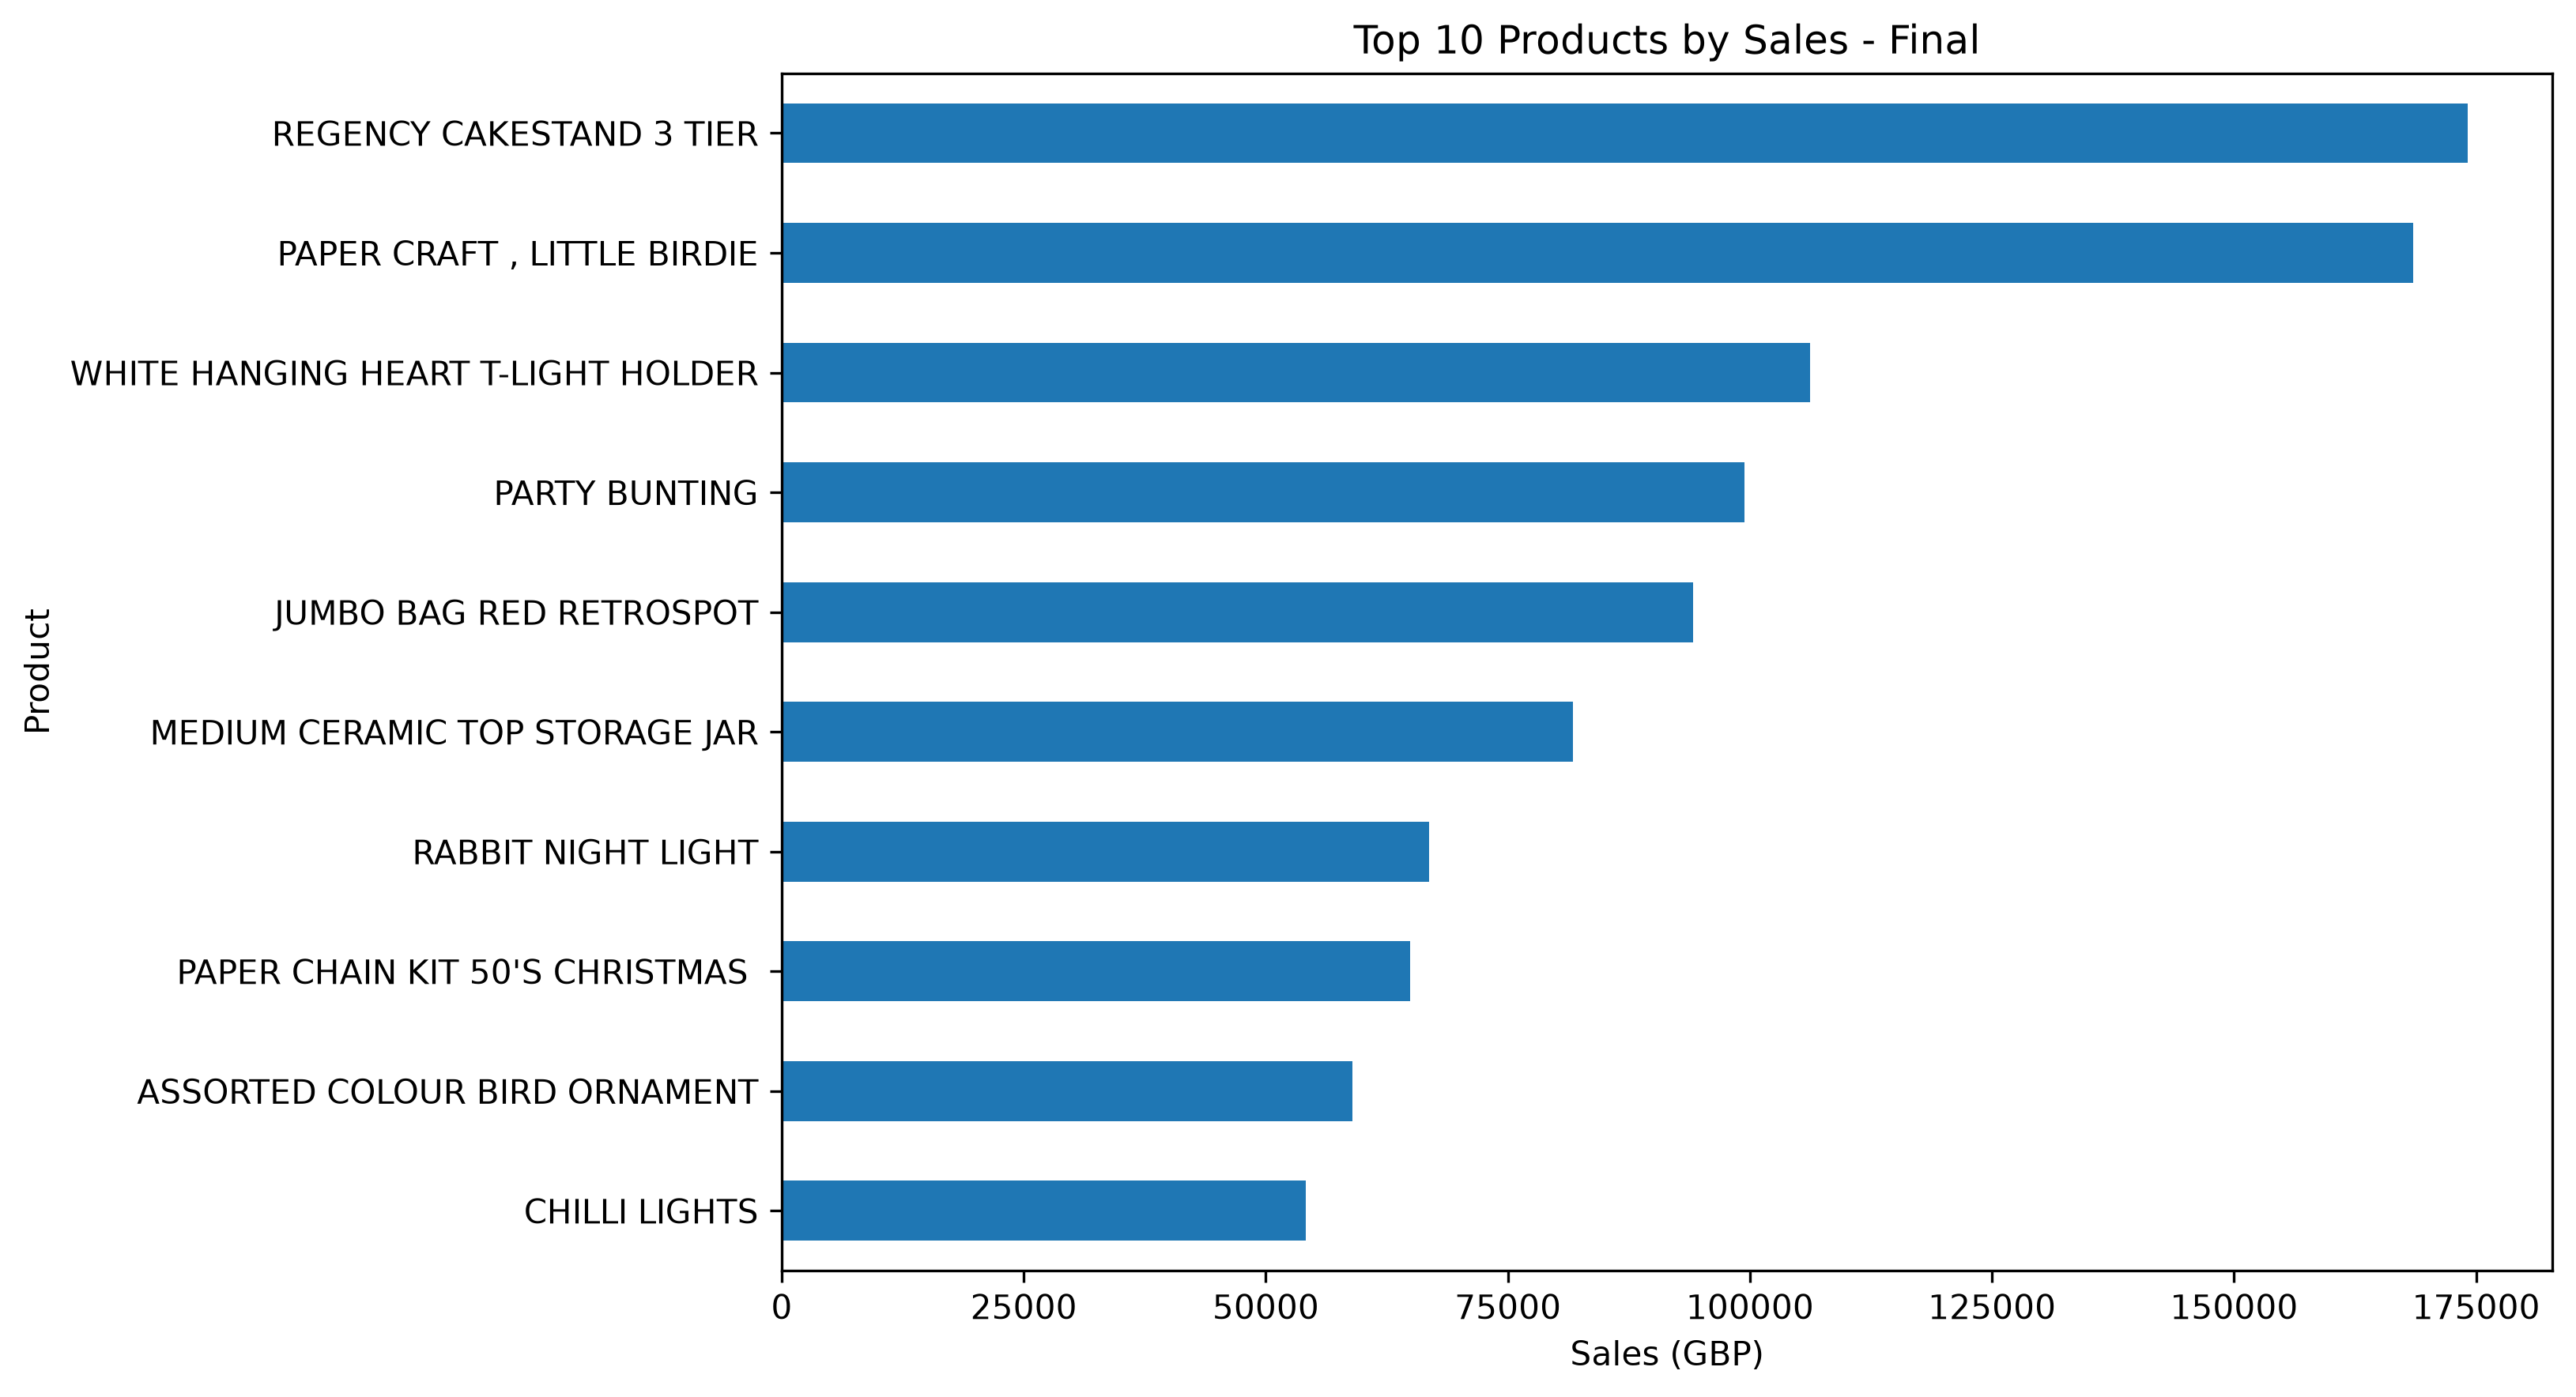 Top 10 Products by Sales - Final
REGENCY CAKESTAND 3 TIER
PAPER CRAFT , LITTLE BIRDIE
WHITE HANGING HEART T-LIGHT HOLDER
PARTY BUNTING
JUMBO BAG RED RETROSPOT
MEDIUM CERAMIC TOP STORAGE JAR
RABBIT NIGHT LIGHT
PAPER CHAIN KIT 50'S CHRISTMAS
ASSORTED COLOUR BIRD ORNAMENT
CHILLI LIGHTS
Product
0 25000 50000 75000 100000 125000 150000 175000
Sales (GBP)